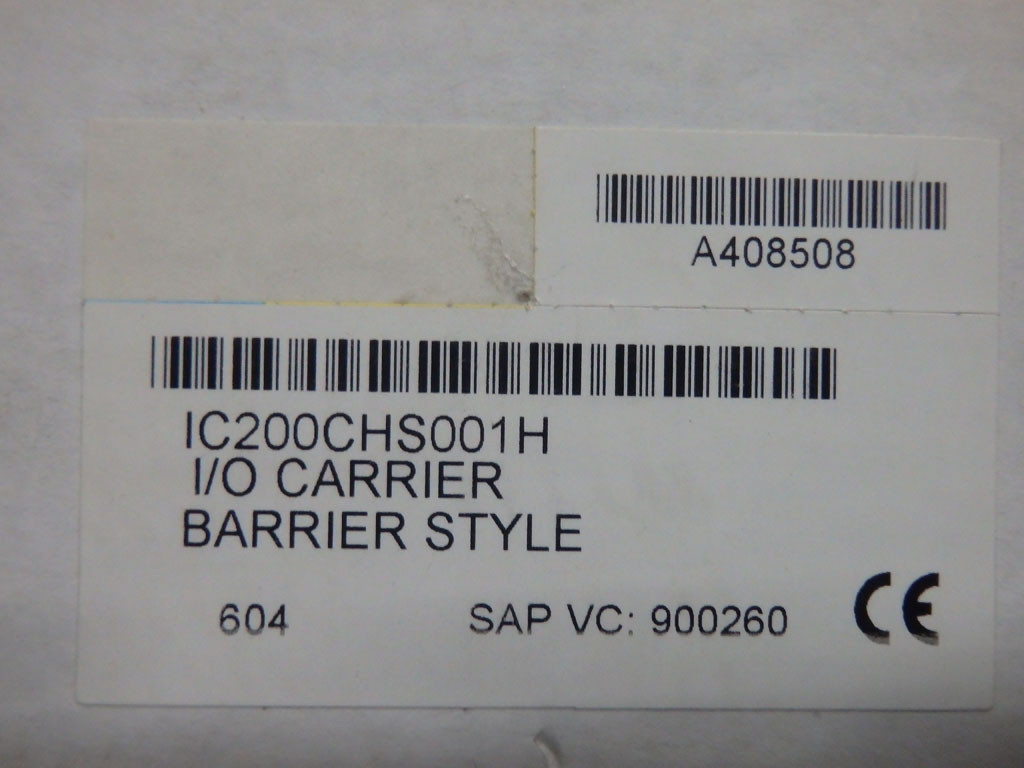 A408508
IC200CHS001H
I/O CARRIER
BARRIER STYLE
604 SAP VC: 900260 CE